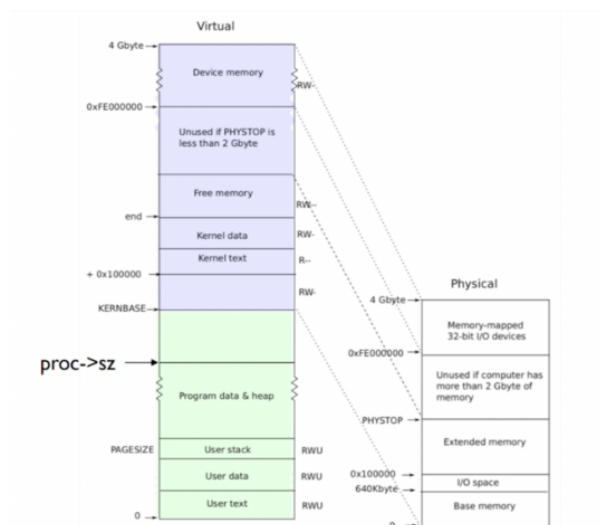 Virtual
4 Gbyte
Device memory
RW-
0xFE000000
Unused if PHYSTOP is
less than 2 Gbyte
Free memory
RW--
end
Kernel data
RW-
Kernel text
R--
+ 0x100000
RW-
KERNBASE
proc->sz
Program data & heap
PAGESIZE
User stack
RWU
User data
RWU
User text
RWU
0
Physical
4 Gbyte
Memory-mapped
32-bit I/O devices
0xFE000000
Unused if computer has
more than 2 Gbyte of
memory
PHYSTOP
Extended memory
0x100000
I/O space
640Kbyte
Base memory
0